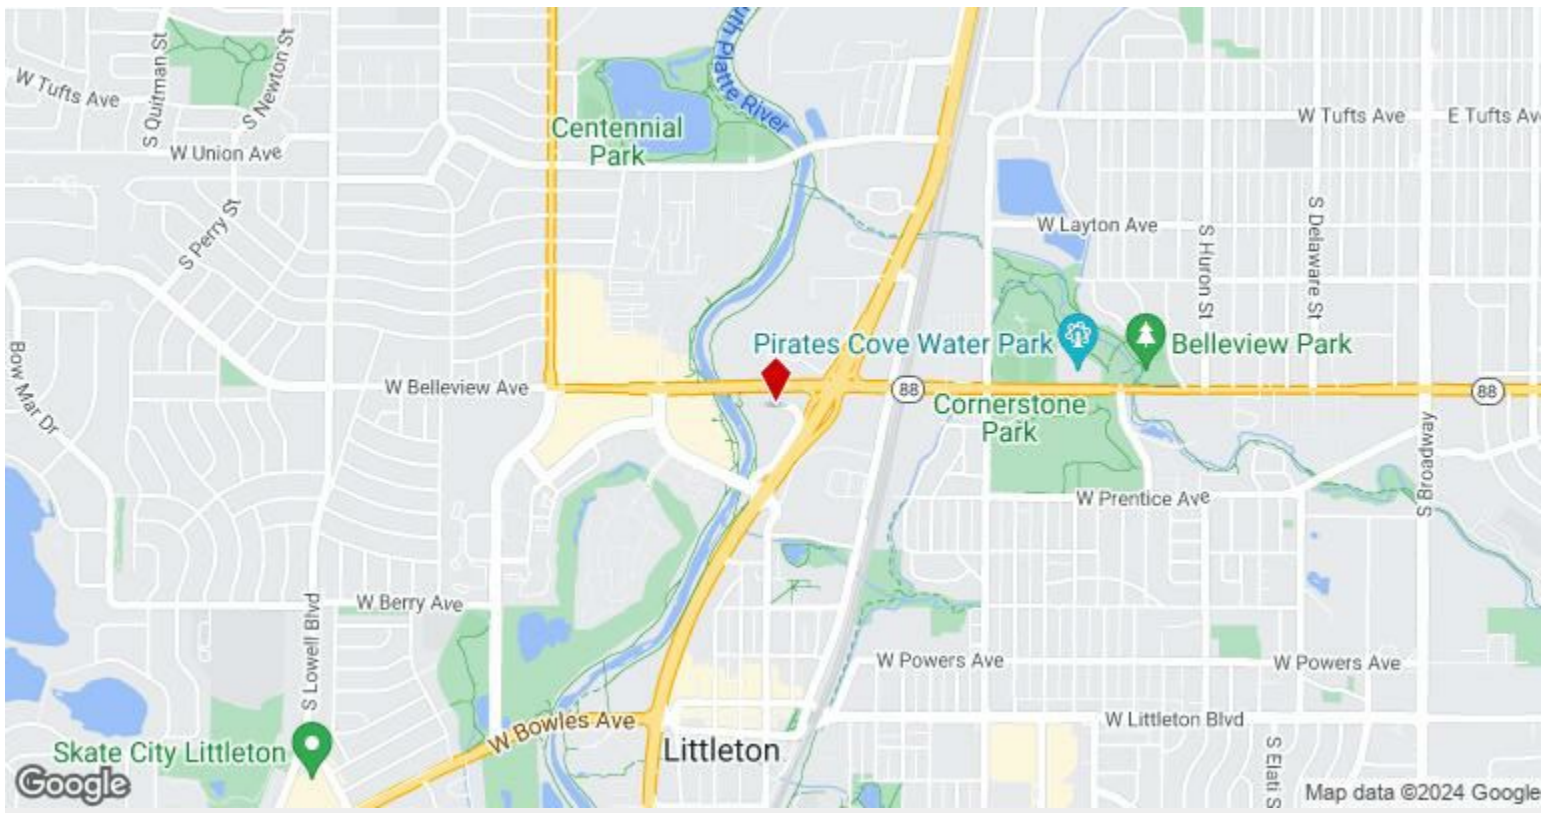 S Quitman St
S Newton St
W Tufts Ave
W Union Ave
S Perry St
Centennial
Park
uth Platte River
W Tufts Ave
E Tufts Av
W Layton Ave
S Huron St
S Delaware St
Pirates Cove Water Park
Belleview Park
Bow Mar Dr
W Belleview Ave
88
88
Cornerstone
Park
S Broadway
W Prentice Ave
W Berry Ave
S Lowell Blvd
W Powers Ave
W Powers Ave
W Bowles Ave
W Littleton Blvd
Littleton
Skate City Littleton
S Elati S
Google
Map data ©2024 Google